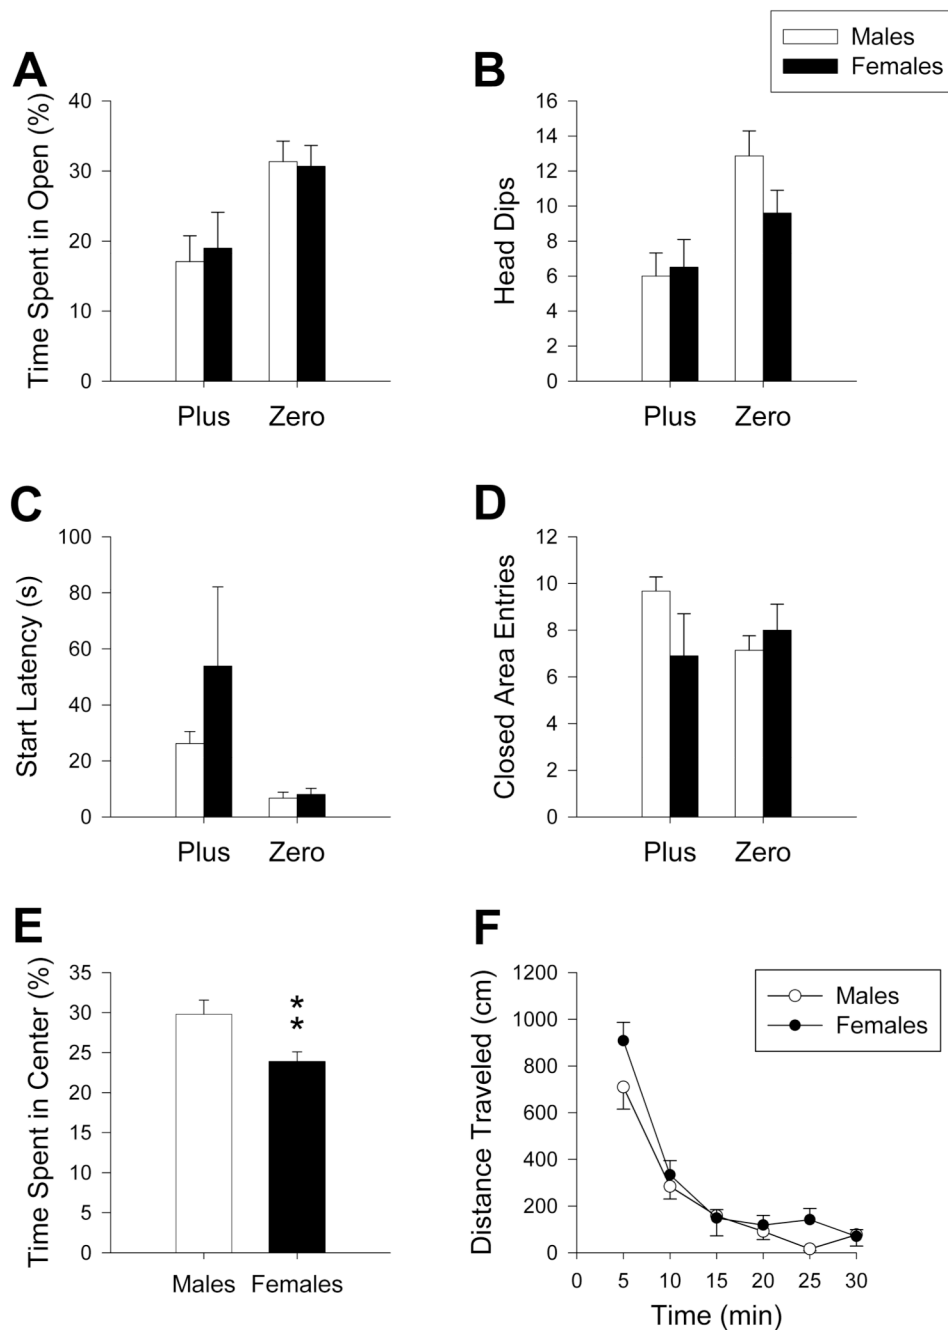 Males
Females
A
Time Spent in Open (%)
40
30
20
10
0
Plus Zero
B
Head Dips
16
14
12
10
8
6
4
2
0
Plus Zero
C
Start Latency (s)
100
80
60
40
20
0
Plus Zero
D
Closed Area Entries
12
10
8
6
4
2
0
Plus Zero
E
Time Spent in Center (%)
35
30
25
20
15
10
5
0
*
*
Males Females
F
Distance Traveled (cm)
1200
1000
800
600
400
200
0
Males
Females
0 5 10 15 20 25 30
Time (min)